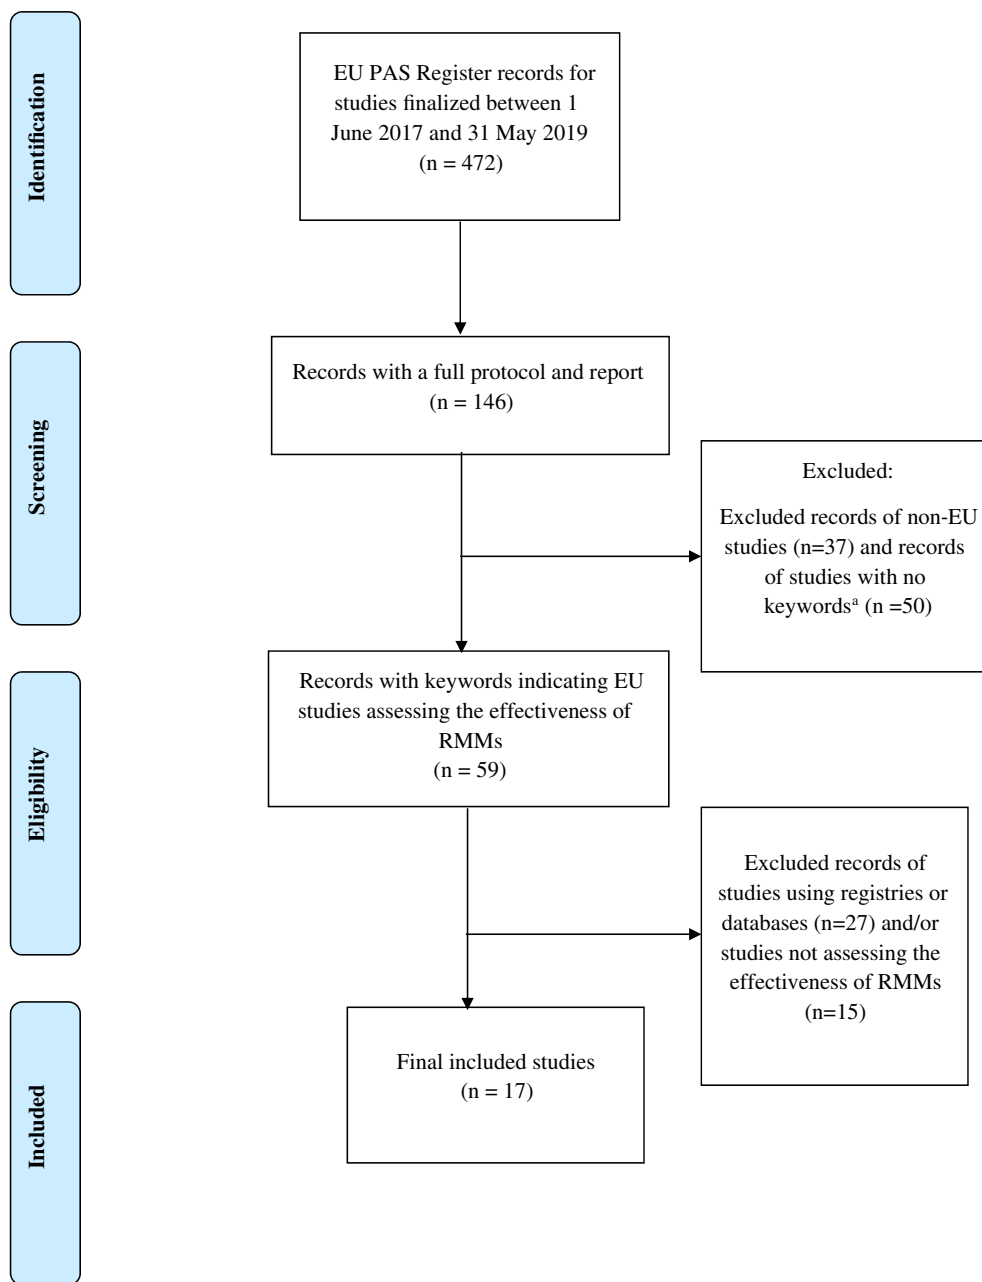 Identification
EU PAS Register records for
studies finalized between 1
June 2017 and 31 May 2019
(n = 472)
Screening
Records with a full protocol and report
(n = 146)
Excluded:
Excluded records of non-EU
studies (n=37) and records
of studies with no
keywordsᵃ (n =50)
Eligibility
Records with keywords indicating EU
studies assessing the effectiveness of
RMMs
(n = 59)
Excluded records of
studies using registries or
databases (n=27) and/or
studies not assessing the
effectiveness of RMMs
(n=15)
Included
Final included studies
(n = 17)